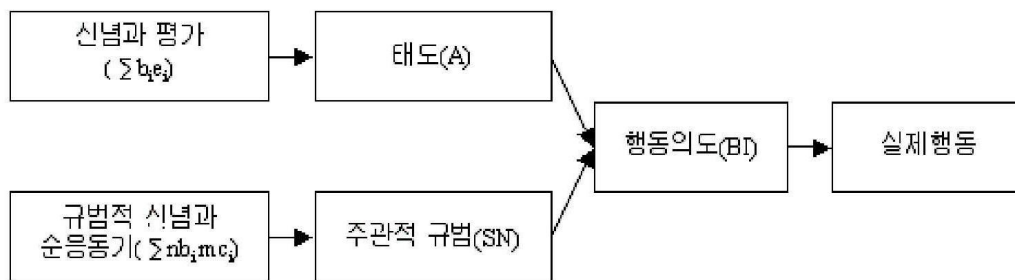 신념과 평가
( ∑bᵢeᵢ)
태도(A)
행동의도(BI)
실제행동
규범적 신념과
순응동기( ∑nbᵢmcᵢ)
주관적 규범(SN)